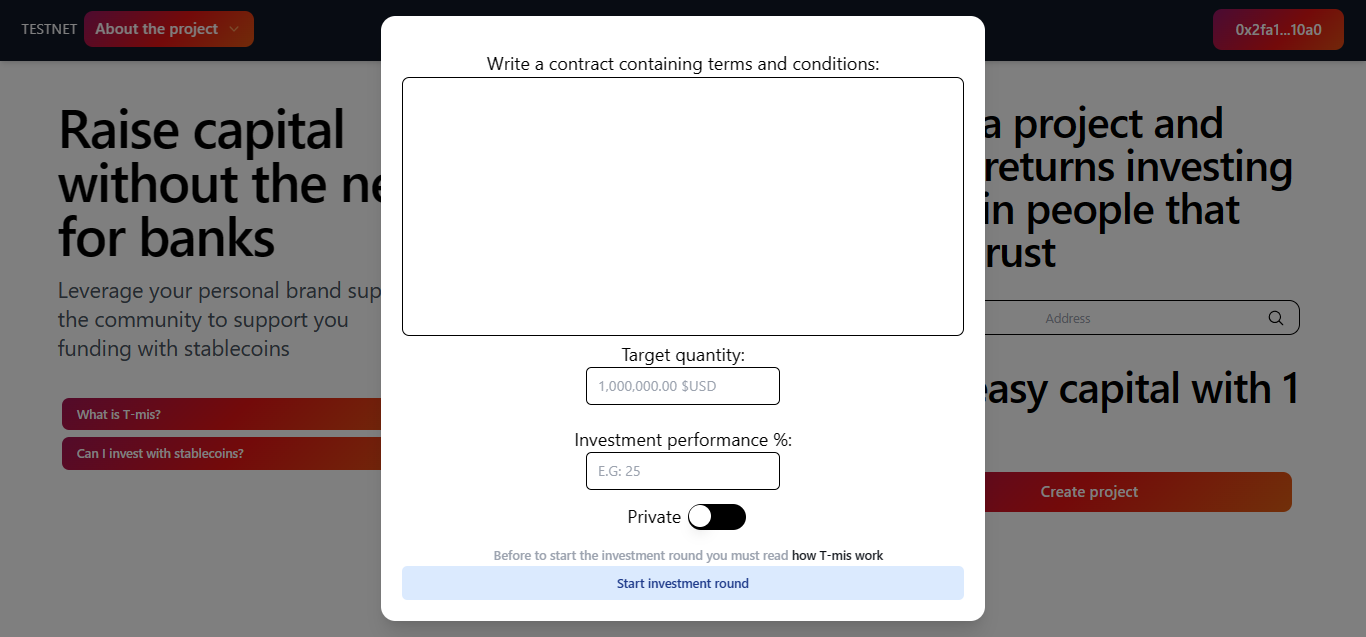 TESTNET
About the project
0x2fa1...10a0
Raise capital
without the ne
for banks
Leverage your personal brand sup
the community to support you
funding with stablecoins
What is T-mis?
Can I invest with stablecoins?
Write a contract containing terms and conditions:
Target quantity:
1,000,000.00 $USD
Investment performance %:
E.G: 25
Private
Before to start the investment round you must read how T-mis work
Start investment round
a project and
returns investing
in people that
rust
Address
easy capital with 1
Create project